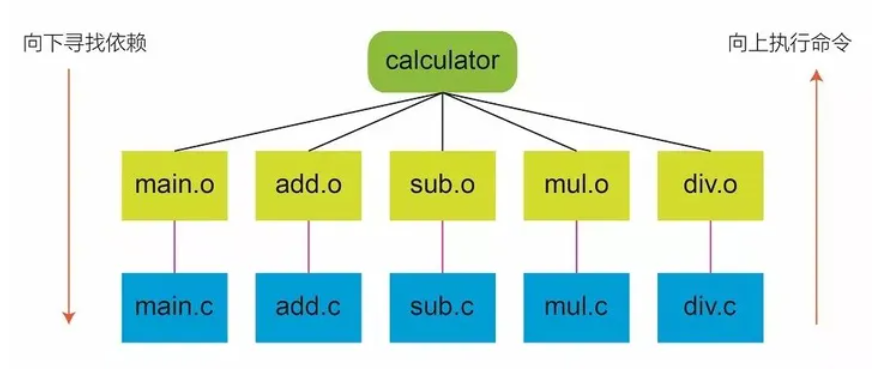 向下寻找依赖
calculator
向上执行命令
main.o
add.o
sub.o
mul.o
div.o
main.c
add.c
sub.c
mul.c
div.c